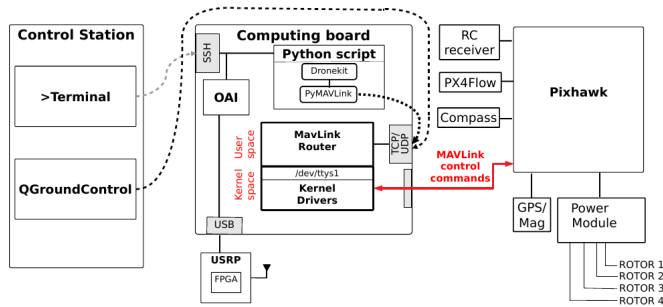 Control Station
>Terminal
QGroundControl
Computing board
SSH
Python script
Dronekit
PyMAVLink
OAI
User
space
MavLink
Router
TCP/
UDP
Kernel
space
/dev/ttys1
Kernel
Drivers
USB
USRP
FPGA
MAVLink
control
commands
RC
receiver
PX4Flow
Compass
Pixhawk
GPS/
Mag
Power
Module
ROTOR 1
ROTOR 2
ROTOR 3
ROTOR 4